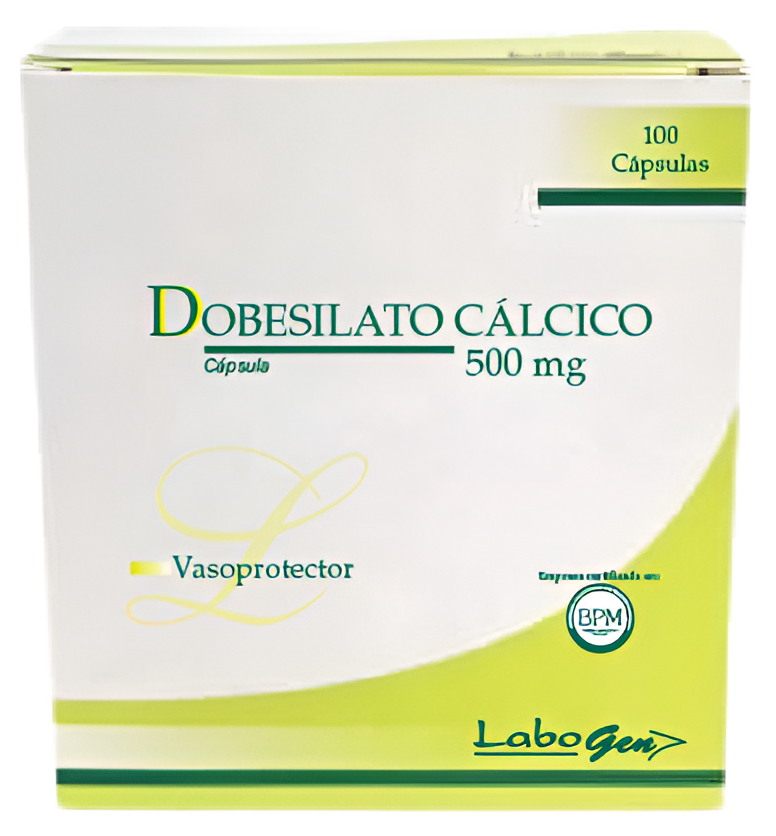 100
Cápsulas
DOBESILATO CÁLCICO
Cápsula
500 mg
L
Vasoprotector
BPM
LaboGen